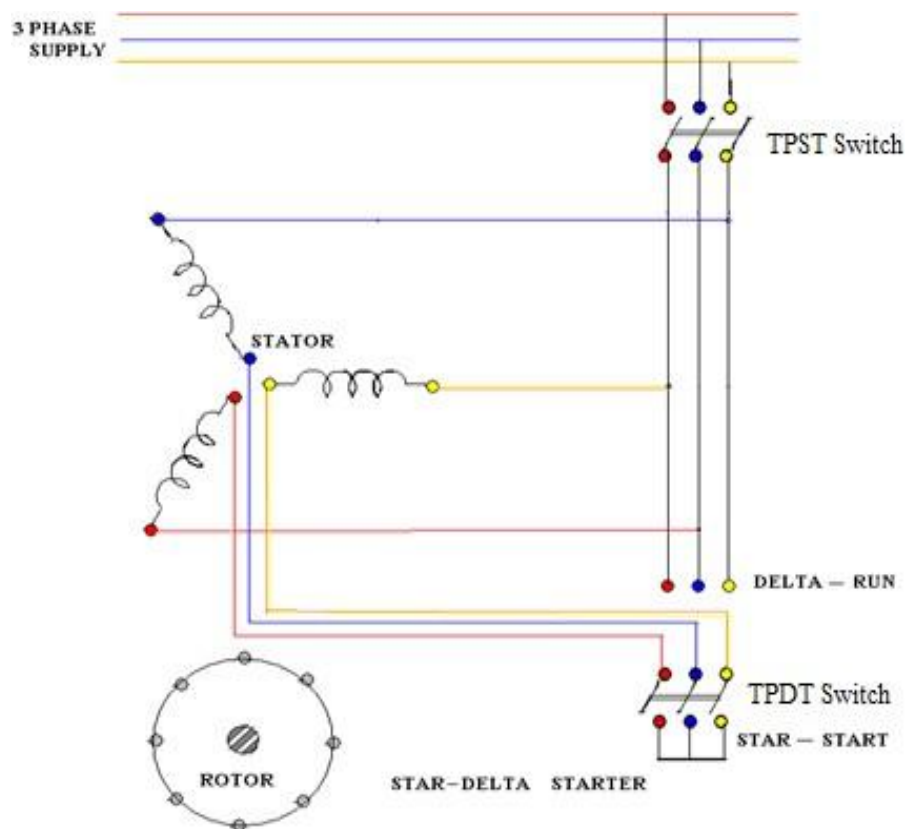 3 PHASE
SUPPLY
TPST Switch
STATOR
DELTA – RUN
TPDT Switch
STAR – START
ROTOR
STAR–DELTA STARTER